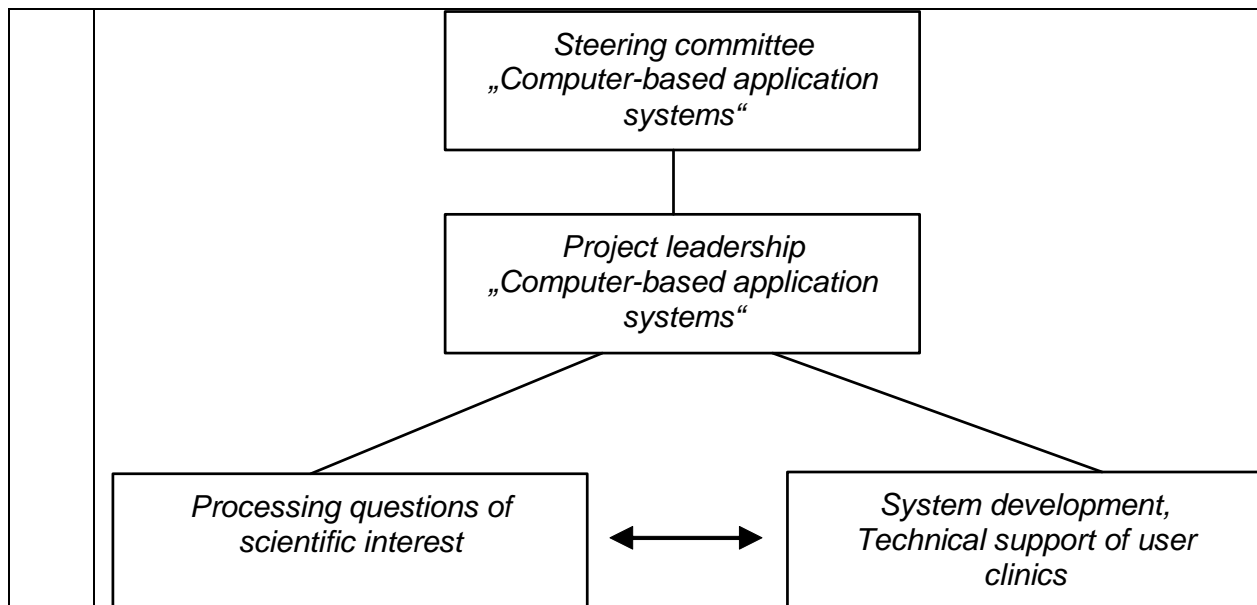 Steering committee
„Computer-based application
systems“
Project leadership
„Computer-based application
systems“
Processing questions of
scientific interest
System development,
Technical support of user
clinics